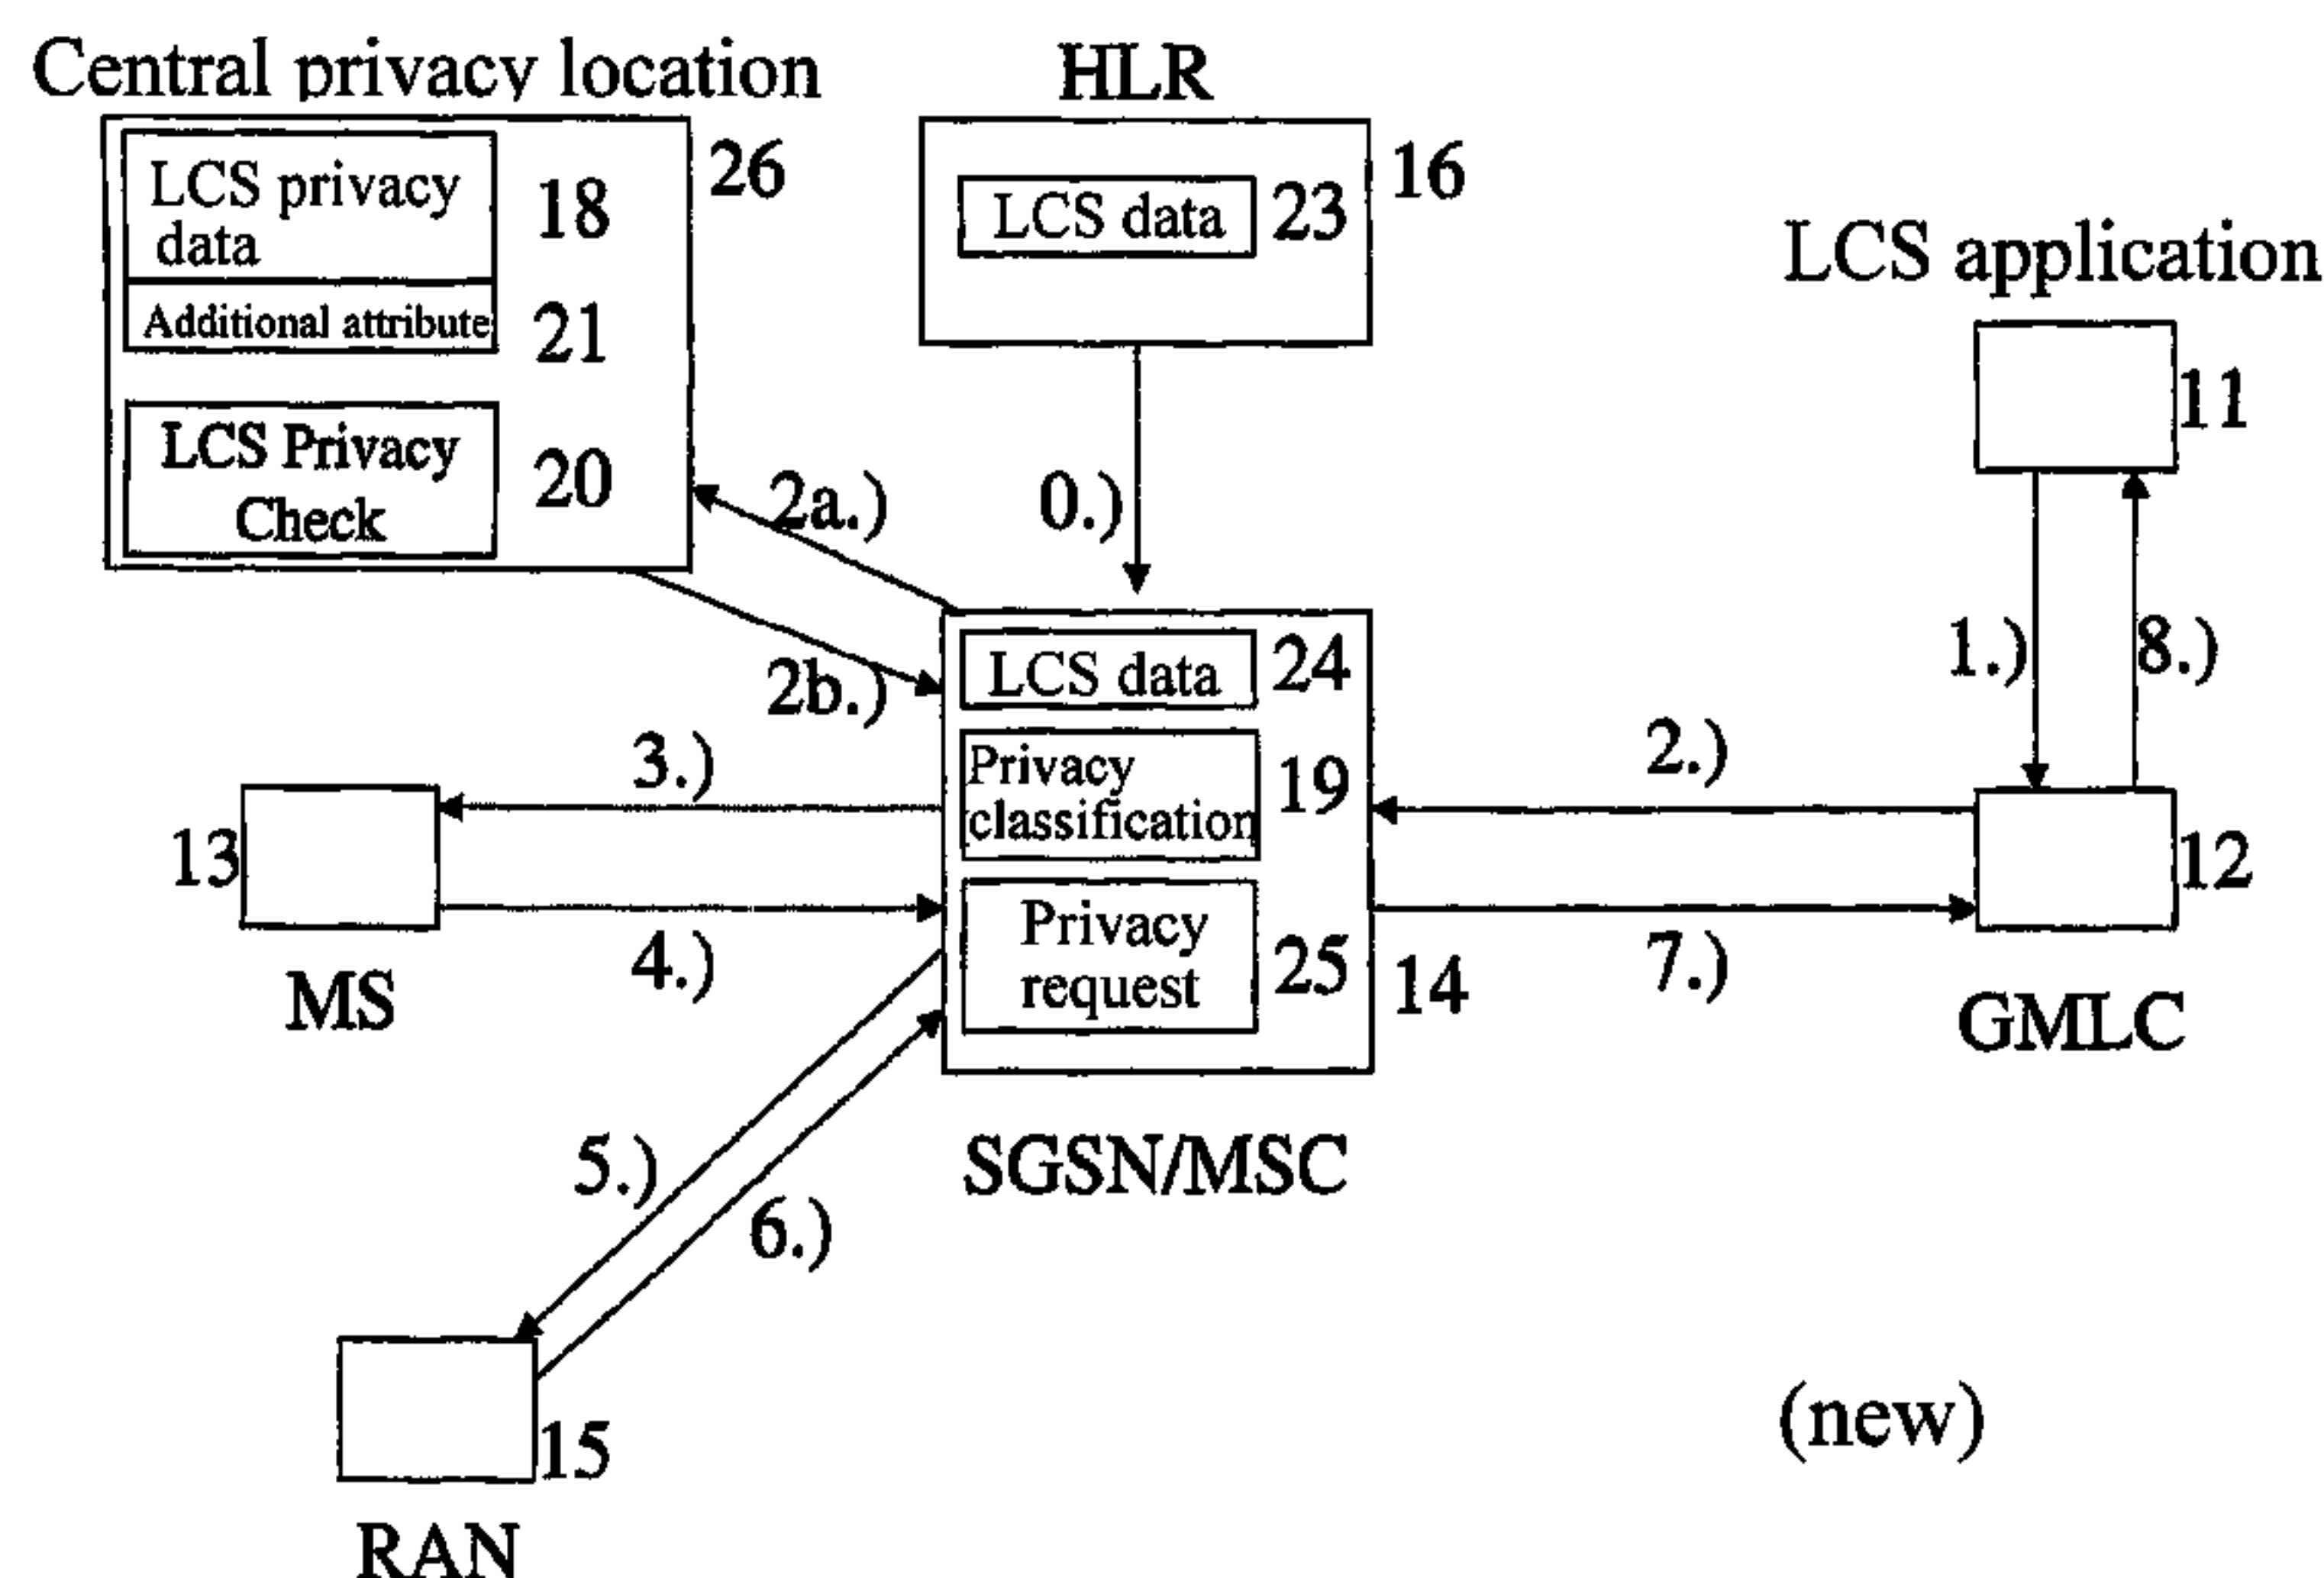 Central privacy location
HLR
LCS privacy
data
18
26
Additional attribute
21
LCS Privacy
Check
20
LCS data
23
16
LCS application
11
2a.)
0.)
2b.)
1.)
8.)
LCS data
24
Privacy
classification
19
Privacy
request
25
14
3.)
4.)
13
MS
2.)
7.)
12
GMLC
SGSN/MSC
5.)
6.)
15
RAN
(new)